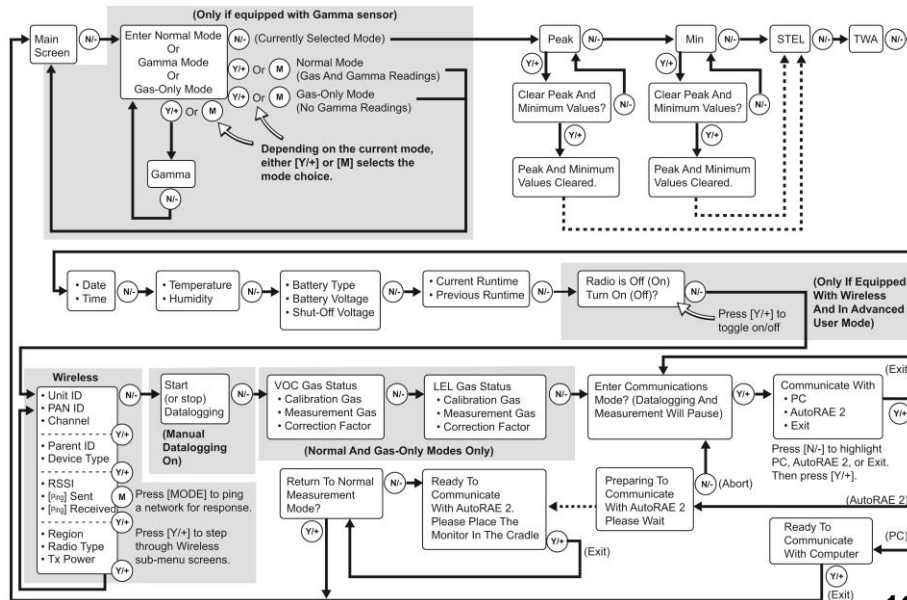 (Only if equipped with Gamma sensor)
Main
Screen
N/-
Enter Normal Mode
Or
Gamma Mode
Or
Gas-Only Mode
N/-
(Currently Selected Mode)
Y/+ Or M
Normal Mode
(Gas And Gamma Readings)
Y/+ Or M
Gas-Only Mode
(No Gamma Readings)
Y/+ Or M
Depending on the current mode,
either [Y/+] or [M] selects the
mode choice.
Gamma
N/-
Peak
N/-
Min
N/-
STEL
N/-
TWA
N/-
Y/+
Clear Peak And
Minimum Values?
N/-
Y/+
Peak And Minimum
Values Cleared.
Y/+
Clear Peak And
Minimum Values?
N/-
Y/+
Peak And Minimum
Values Cleared.
• Date
• Time
N/-
• Temperature
• Humidity
N/-
• Battery Type
• Battery Voltage
• Shut-Off Voltage
N/-
• Current Runtime
• Previous Runtime
N/-
Radio is Off (On)
Turn On (Off)?
N/-
Press [Y/+] to
toggle on/off
(Only If Equipped
With Wireless
And In Advanced
User Mode)
Wireless
• Unit ID
• PAN ID
• Channel
N/-
Y/+
• Parent ID
• Device Type
Y/+
• RSSI
• [Ping] Sent
• [Ping] Received
M
Press [MODE] to ping
a network for response.
Y/+
• Region
• Radio Type
• Tx Power
Y/+
Press [Y/+] to step
through Wireless
sub-menu screens.
Start
(or stop)
Datalogging
N/-
(Manual
Datalogging
On)
VOC Gas Status
• Calibration Gas
• Measurement Gas
• Correction Factor
N/-
LEL Gas Status
• Calibration Gas
• Measurement Gas
• Correction Factor
N/-
(Normal And Gas-Only Modes Only)
Enter Communications
Mode? (Datalogging And
Measurement Will Pause)
N/-
Y/+
Communicate With
• PC
• AutoRAE 2
• Exit
(Exit)
Y/+
Press [N/-] to highlight
PC, AutoRAE 2, or Exit.
Then press [Y/+].
Return To Normal
Measurement
Mode?
N/-
Y/+
Ready To
Communicate
With AutoRAE 2.
Please Place The
Monitor In The Cradle
Y/+
(Exit)
Preparing To
Communicate
With AutoRAE 2
Please Wait
N/-
(Abort)
(AutoRAE 2)
Ready To
Communicate
With Computer
(PC)
Y/+
(Exit)